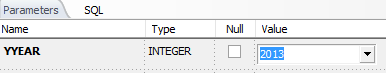 Parameters SQL
Name Type Null Value
YYEAR INTEGER 2013